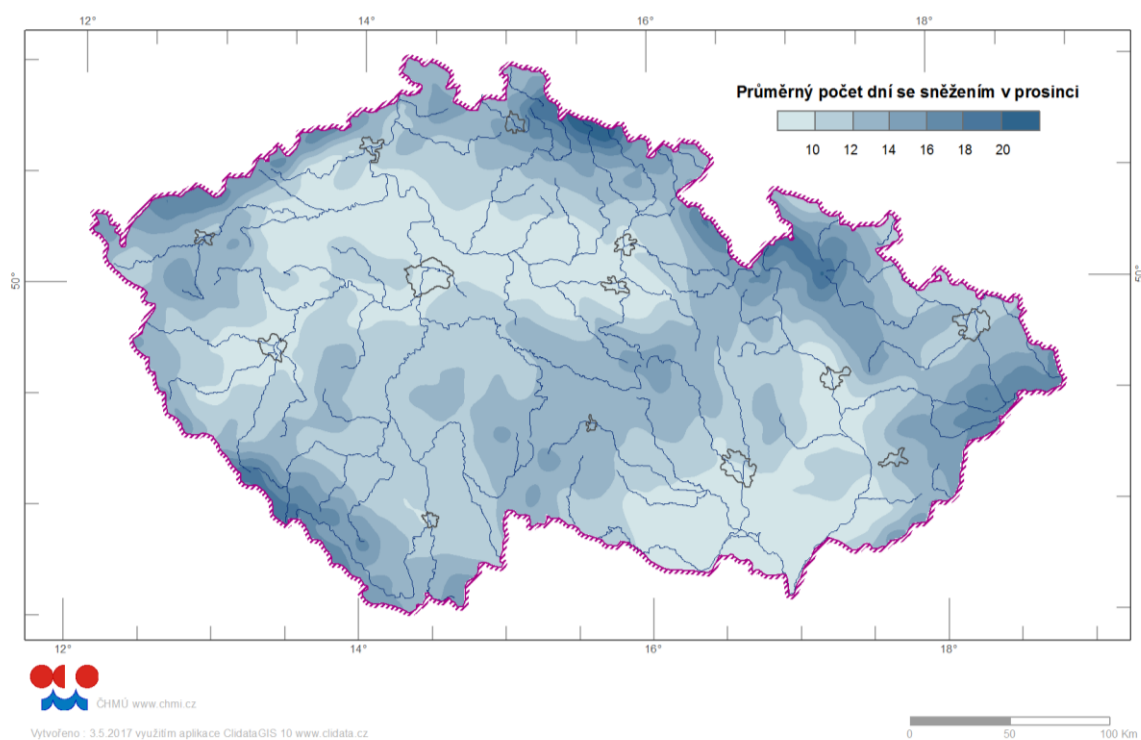 12° 14° 16° 18°
Průměrný počet dní se sněžením v prosinci
10 12 14 16 18 20
50° 50°
12° 14° 16° 18°
ČHMÚ www.chmi.cz
Vytvořeno : 3.5.2017 využitím aplikace ClidataGIS 10 www.clidata.cz
0 50 100 Km